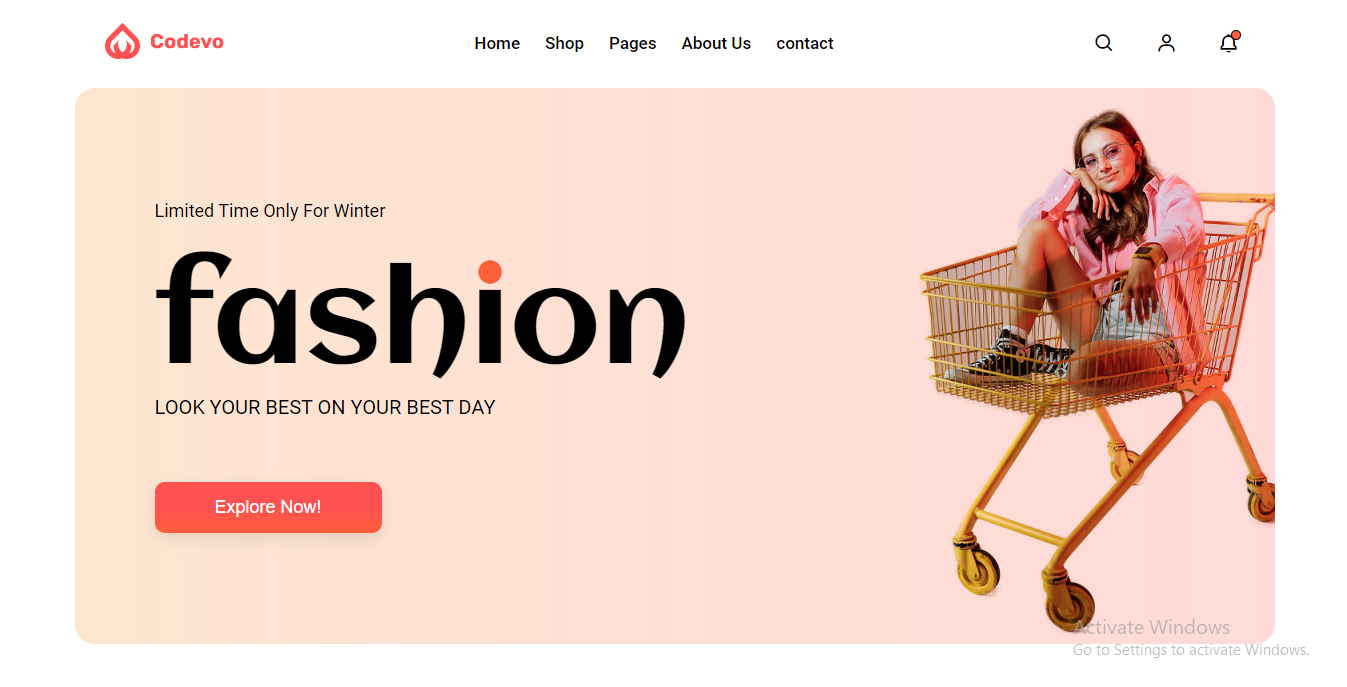 Codevo
Home Shop Pages About Us contact
Limited Time Only For Winter
fashion
LOOK YOUR BEST ON YOUR BEST DAY
Explore Now!
Activate Windows
Go to Settings to activate Windows.